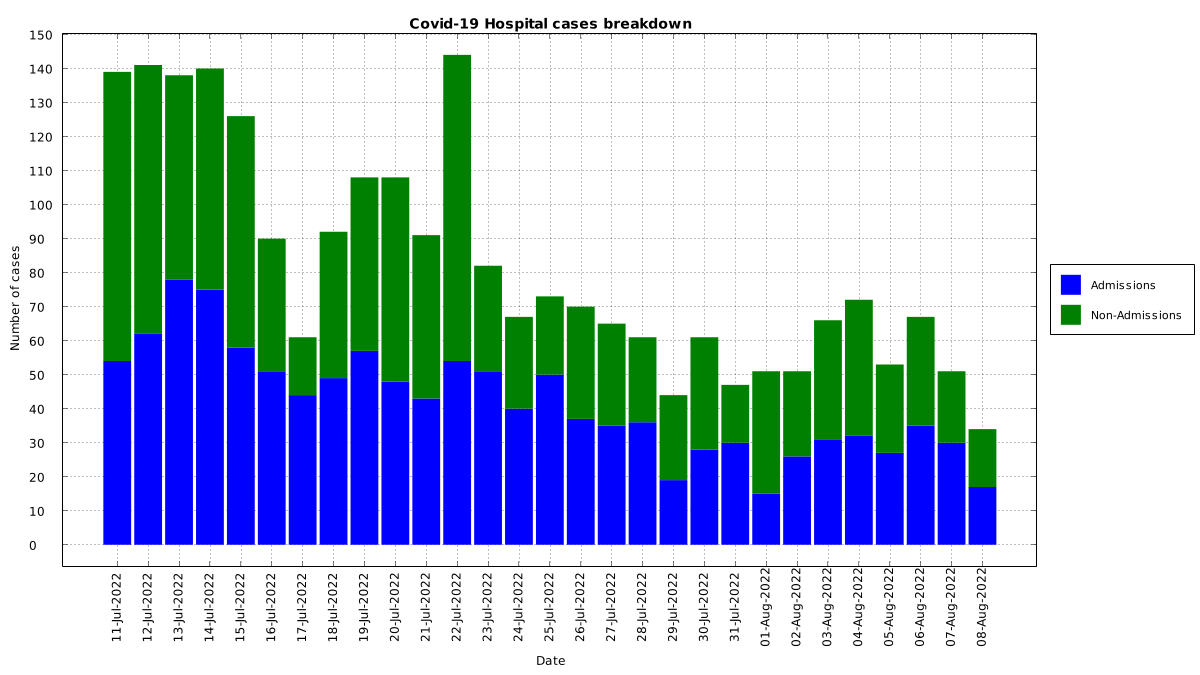 Covid-19 Hospital cases breakdown
150
140
130
120
110
100
90
80
70
60
50
40
30
20
10
0
Number of cases
11-Jul-2022
12-Jul-2022
13-Jul-2022
14-Jul-2022
15-Jul-2022
16-Jul-2022
17-Jul-2022
18-Jul-2022
19-Jul-2022
20-Jul-2022
21-Jul-2022
22-Jul-2022
23-Jul-2022
24-Jul-2022
25-Jul-2022
26-Jul-2022
27-Jul-2022
28-Jul-2022
29-Jul-2022
30-Jul-2022
31-Jul-2022
01-Aug-2022
02-Aug-2022
03-Aug-2022
04-Aug-2022
05-Aug-2022
06-Aug-2022
07-Aug-2022
08-Aug-2022
Date
Admissions
Non-Admissions